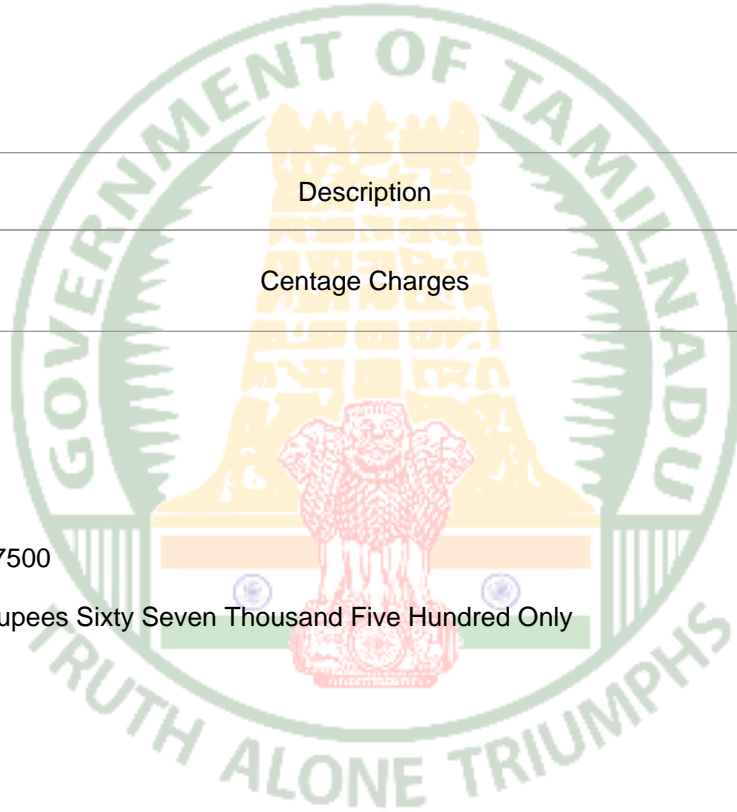 GOVERNMENT OF TAMILNADU
Description
Centage Charges
7500
upees Sixty Seven Thousand Five Hundred Only
TRUTH ALONE TRIUMPHS